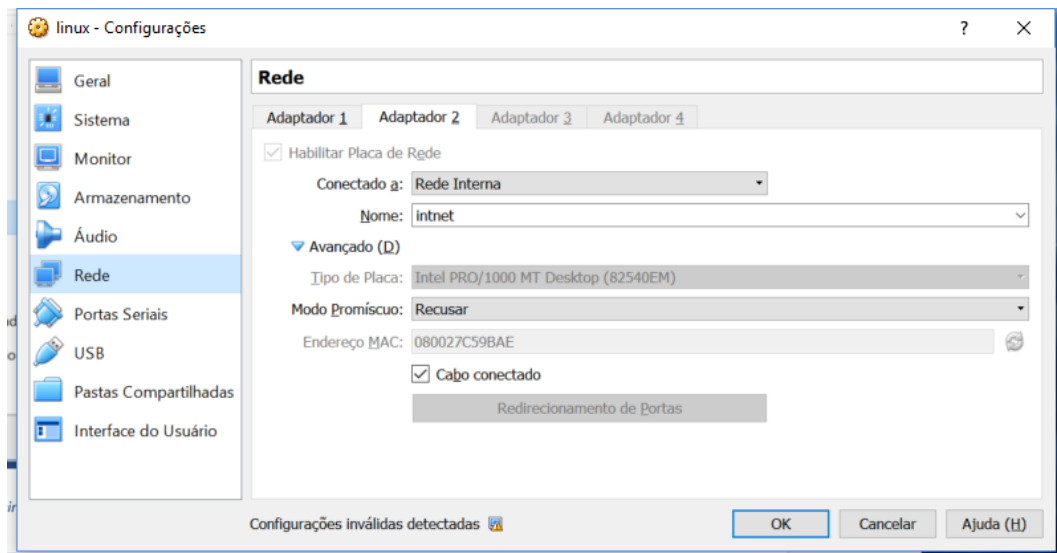 linux - Configurações
?
Geral
Sistema
Monitor
Armazenamento
Áudio
Rede
Portas Seriais
USB
Pastas Compartilhadas
Interface do Usuário
Rede
Adaptador 1 Adaptador 2 Adaptador 3 Adaptador 4
Habilitar Placa de Rede
Conectado a: Rede Interna
Nome: intnet
Avançado (D)
Tipo de Placa: Intel PRO/1000 MT Desktop (82540EM)
Modo Promíscuo: Recusar
Endereço MAC: 080027C59BAE
Cabo conectado
Redirecionamento de Portas
Configurações inválidas detectadas
OK Cancelar Ajuda (H)